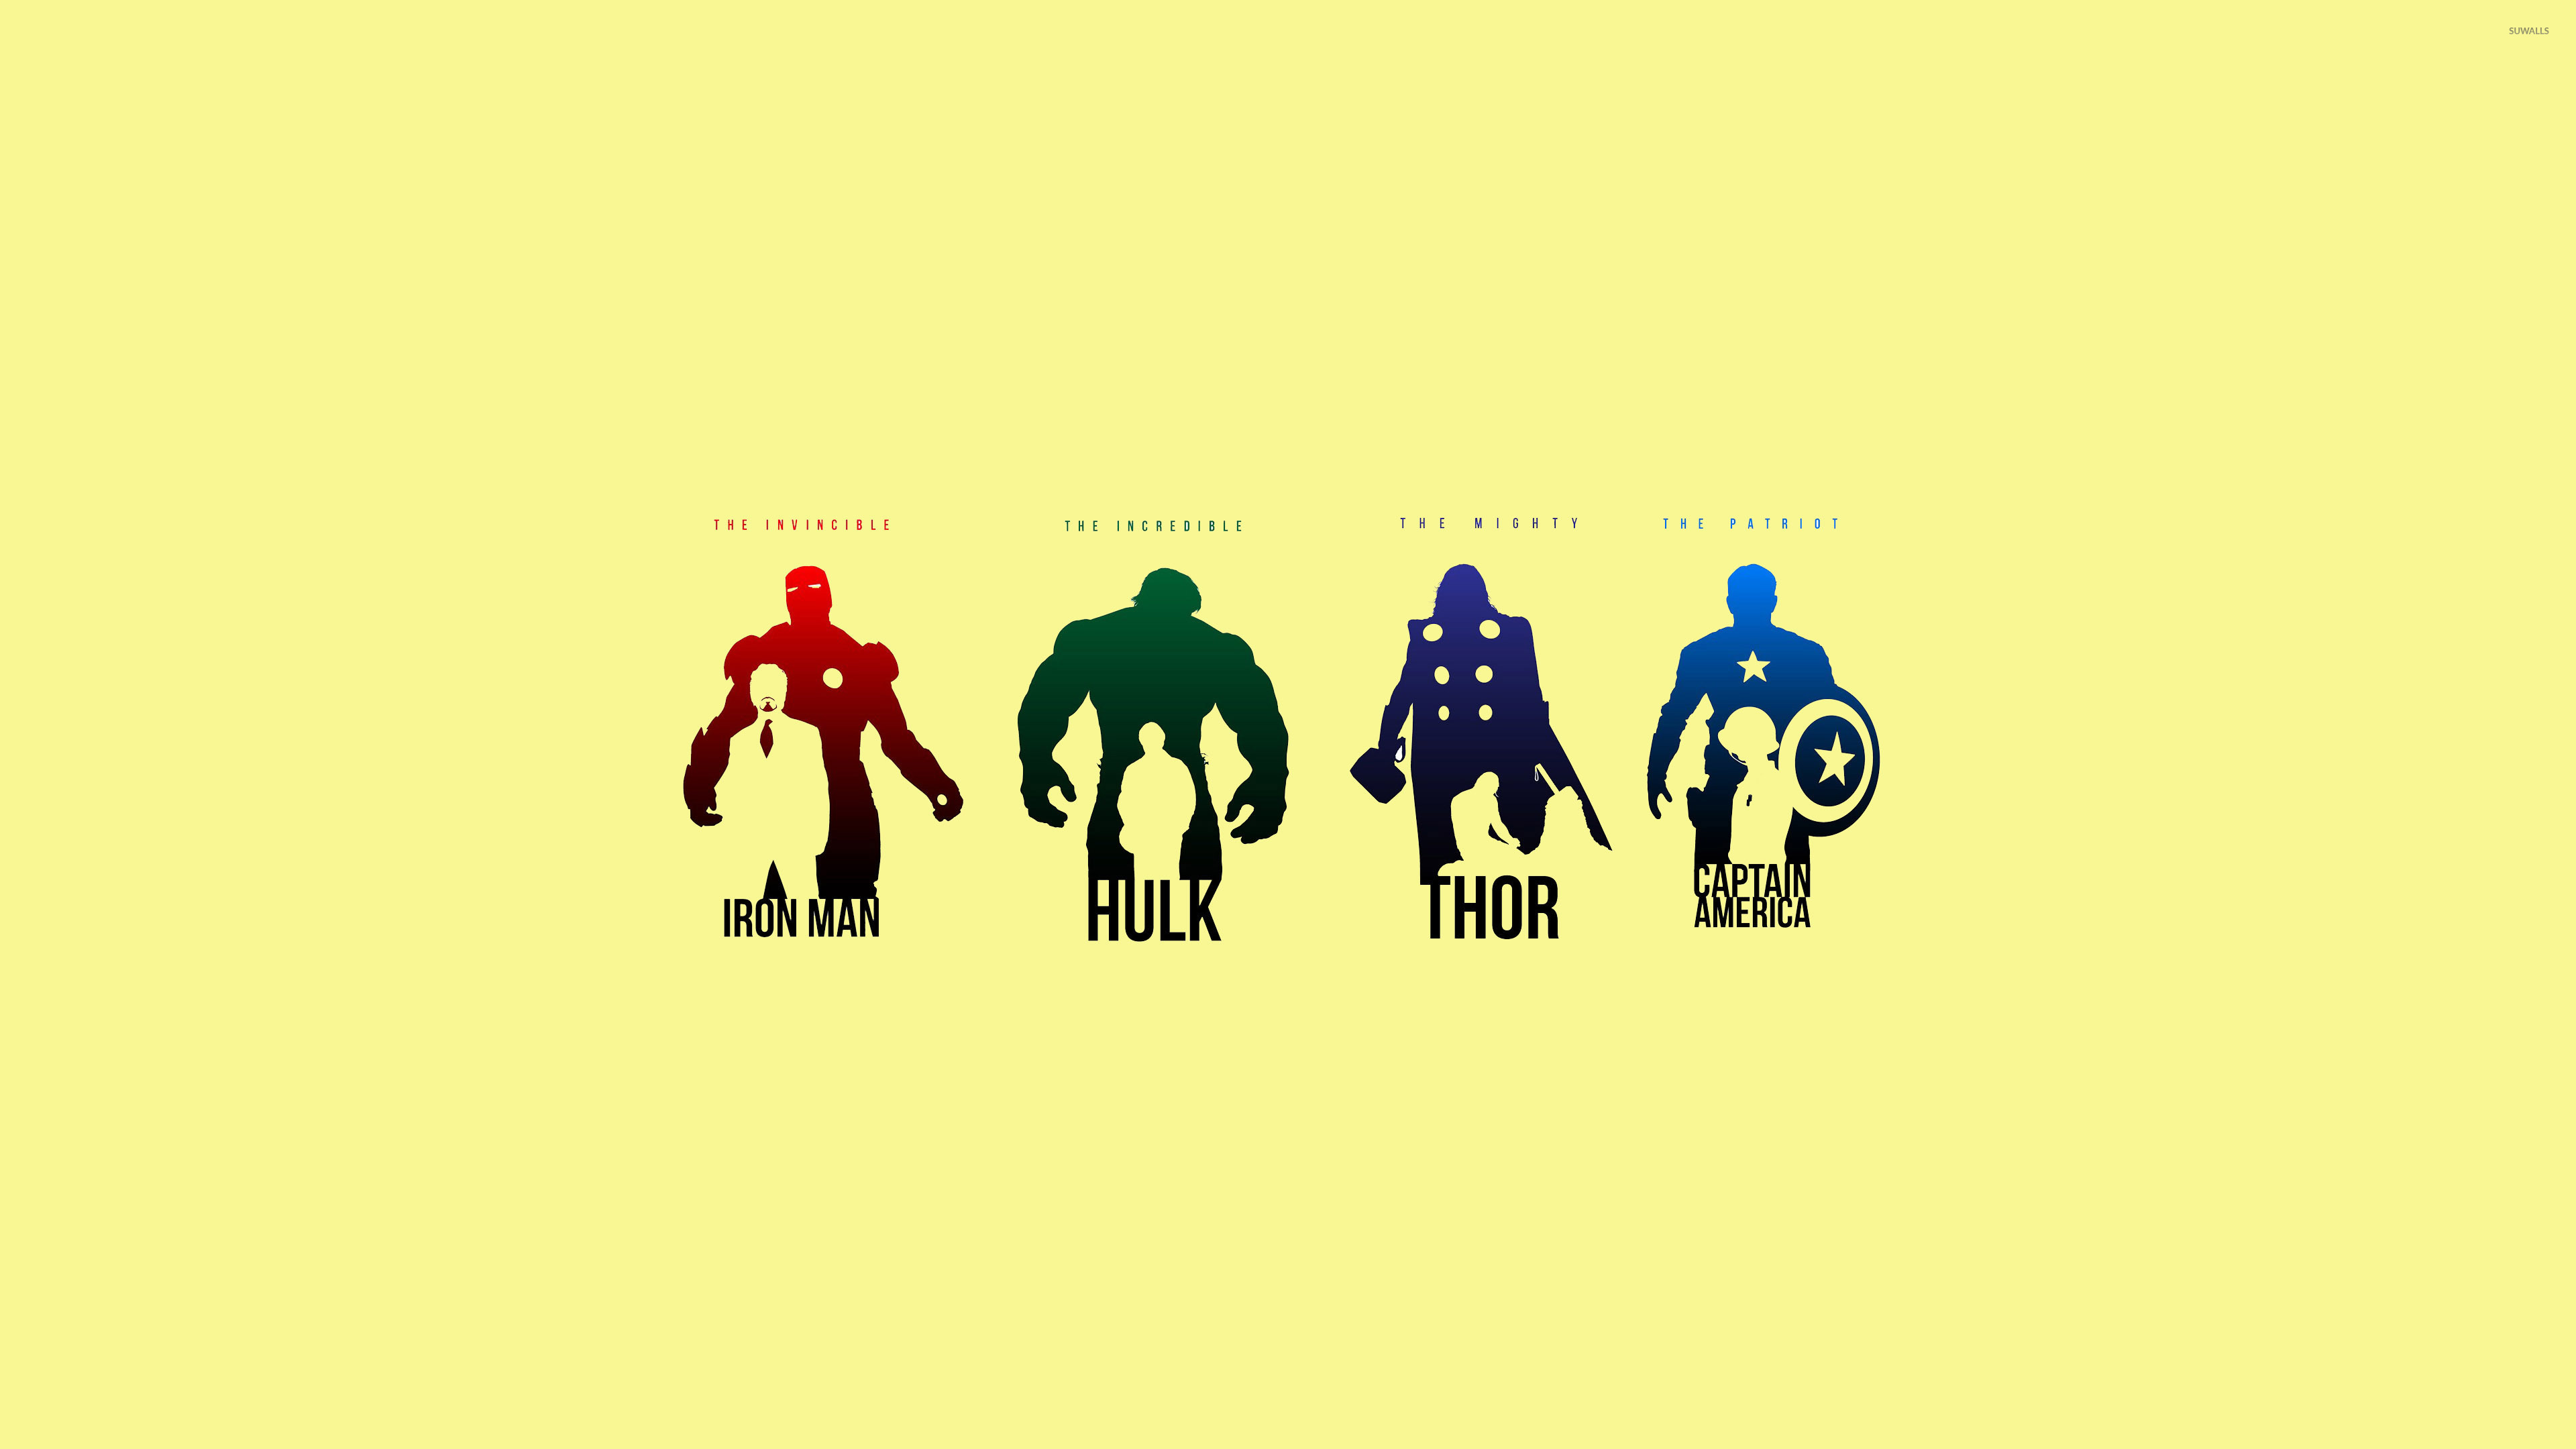 SUWALLS
THE INVINCIBLE
IRON MAN
THE INCREDIBLE
HULK
THE MIGHTY
THOR
THE PATRIOT
CAPTAIN
AMERICA